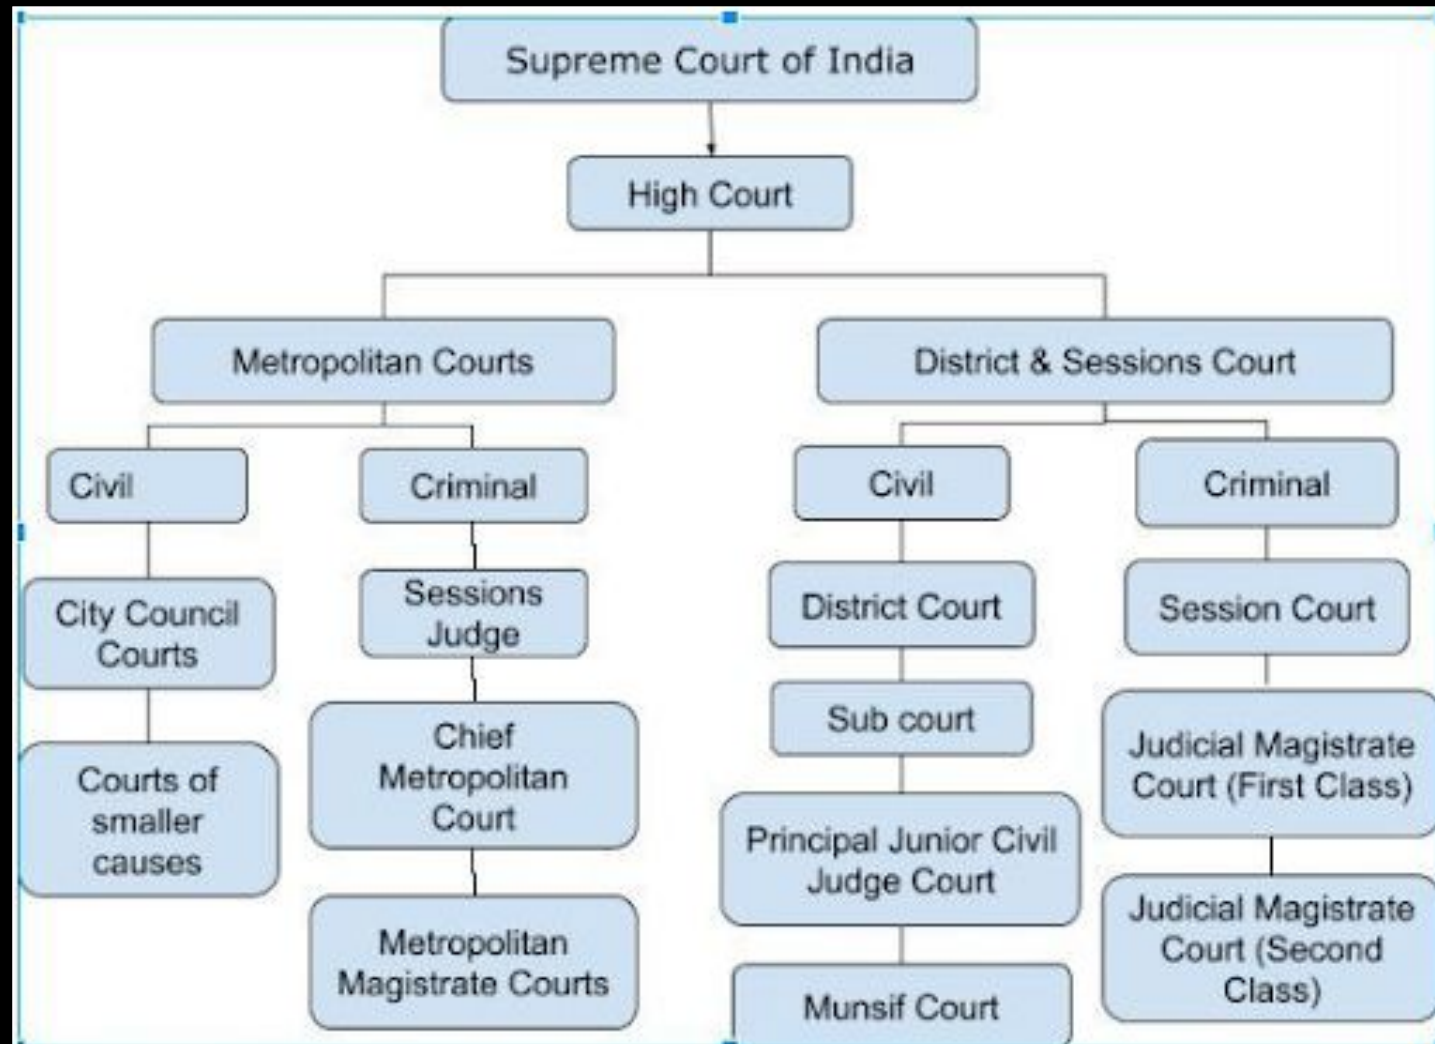 Supreme Court of India
High Court
Metropolitan Courts
District & Sessions Court
Civil
Criminal
Civil
Criminal
City Council
Courts
Sessions
Judge
District Court
Session Court
Courts of
smaller
causes
Chief
Metropolitan
Court
Sub court
Judicial Magistrate
Court (First Class)
Metropolitan
Magistrate Courts
Principal Junior Civil
Judge Court
Judicial Magistrate
Court (Second
Class)
Munsif Court